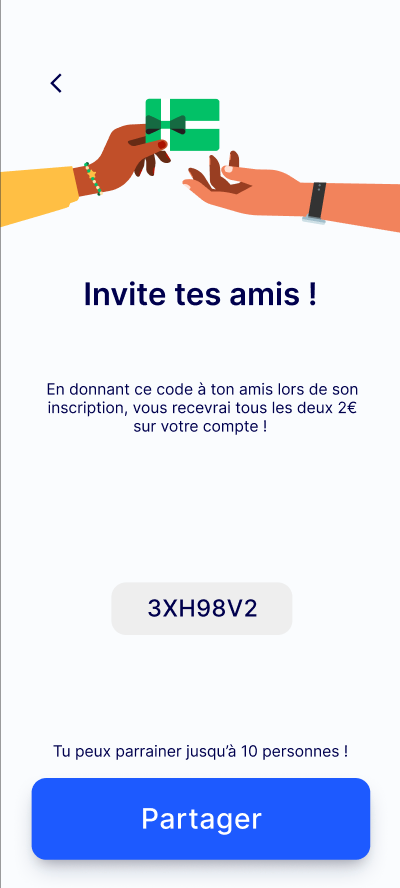 Invite tes amis !
En donnant ce code à ton amis lors de son
inscription, vous recevrai tous les deux 2€
sur votre compte !
3XH98V2
Tu peux parrainer jusqu’à 10 personnes !
Partager